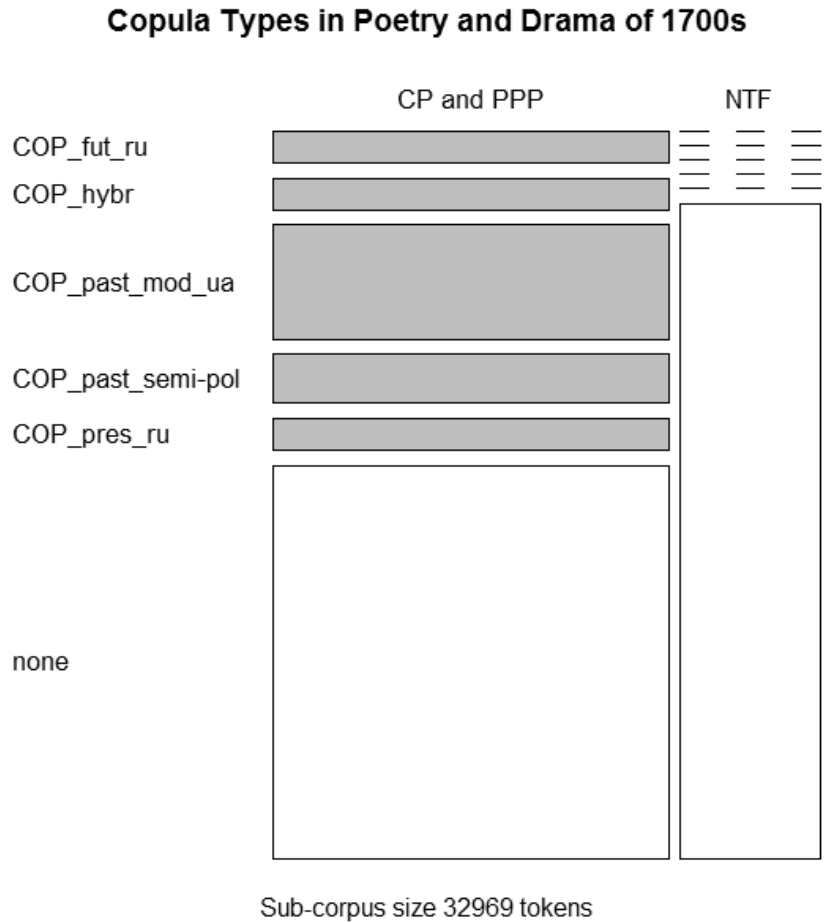 Copula Types in Poetry and Drama of 1700s
CP and PPP NTF
COP_fut_ru
COP_hybr
COP_past_mod_ua
COP_past_semi-pol
COP_pres_ru
none
Sub-corpus size 32969 tokens